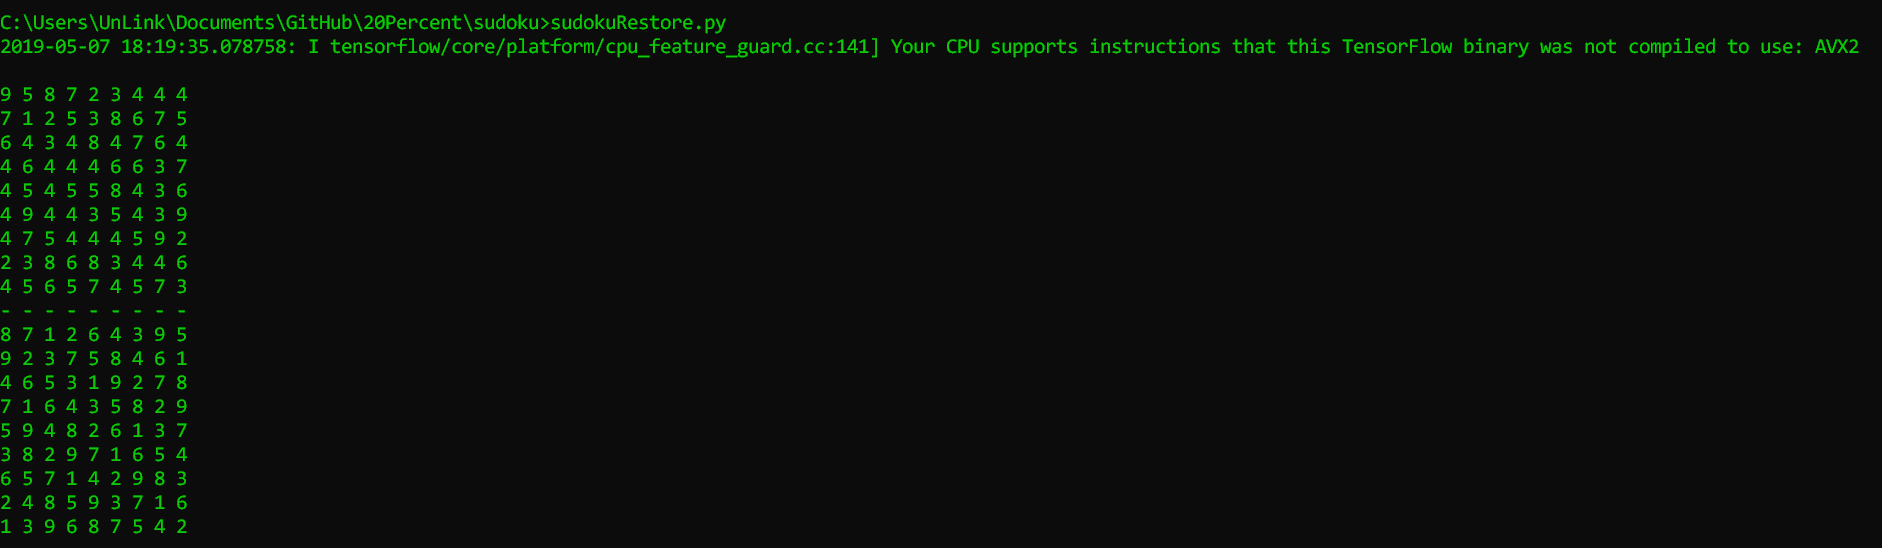 C:\Users\UnLink\Documents\GitHub\20Percent\sudoku>sudokuRestore.py
2019-05-07 18:19:35.078758: I tensorflow/core/platform/cpu_feature_guard.cc:141] Your CPU supports instructions that this TensorFlow binary was not compiled to use: AVX2
9 5 8 7 2 3 4 4 4
7 1 2 5 3 8 6 7 5
6 4 3 4 8 4 7 6 4
4 6 4 4 4 6 6 3 7
4 5 4 5 5 8 4 3 6
4 9 4 4 3 5 4 3 9
4 7 5 4 4 4 5 9 2
2 3 8 6 8 3 4 4 6
4 5 6 5 7 4 5 7 3
- - - - - - - - -
8 7 1 2 6 4 3 9 5
9 2 3 7 5 8 4 6 1
4 6 5 3 1 9 2 7 8
7 1 6 4 3 5 8 2 9
5 9 4 8 2 6 1 3 7
3 8 2 9 7 1 6 5 4
6 5 7 1 4 2 9 8 3
2 4 8 5 9 3 7 1 6
1 3 9 6 8 7 5 4 2